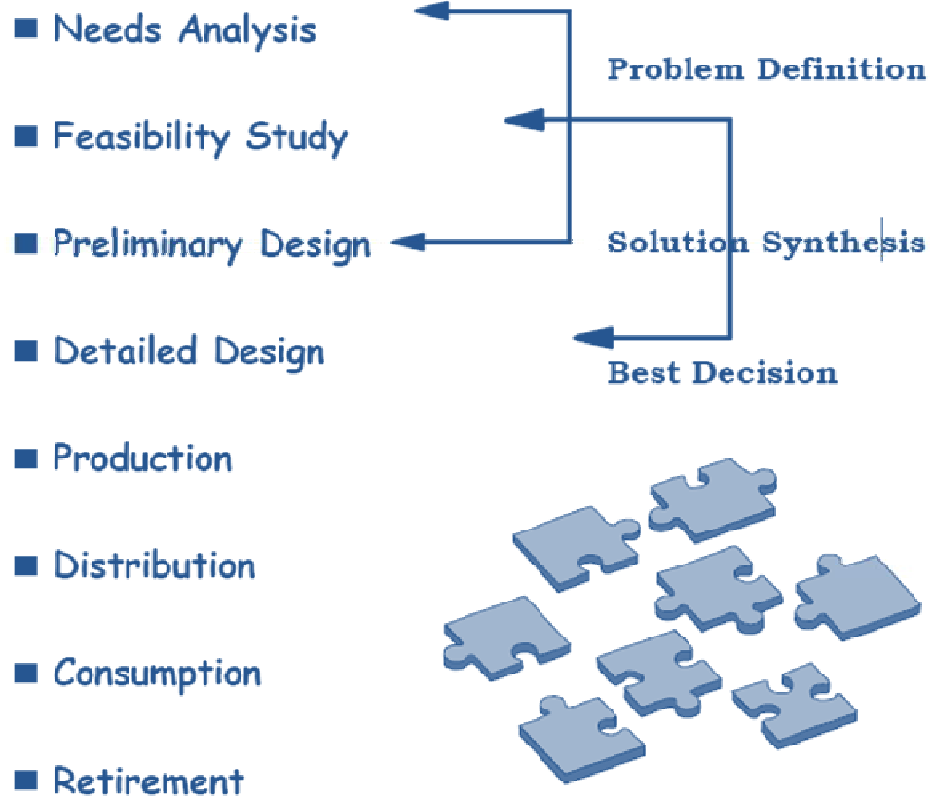 Needs Analysis
Problem Definition
Feasibility Study
Preliminary Design
Solution Synthesis
Detailed Design
Best Decision
Production
Distribution
Consumption
Retirement